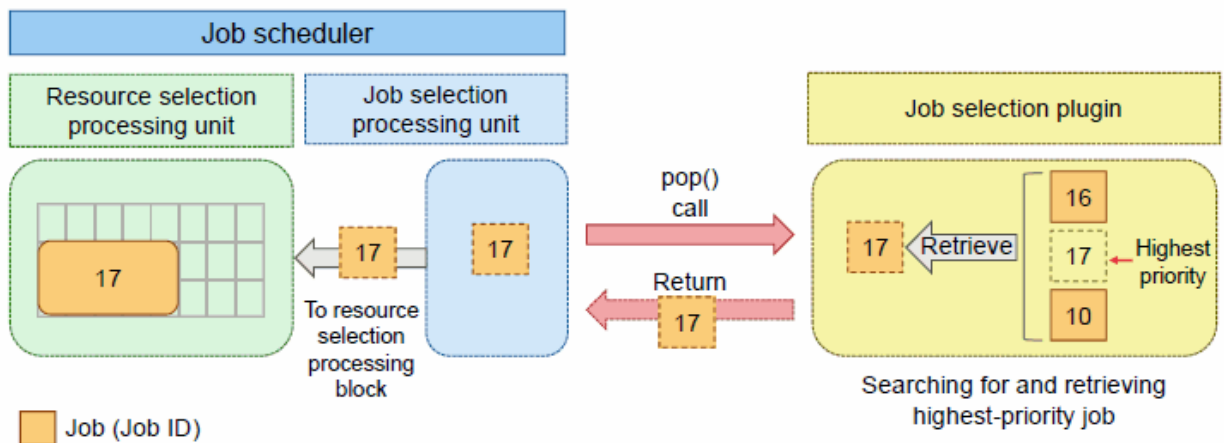 Job scheduler
Resource selection
processing unit
Job selection
processing unit
Job selection plugin
17
17
To resource
selection
processing
block
17
pop()
call
Return
17
17
Retrieve
16
17
10
Highest
priority
Searching for and retrieving
highest-priority job
Job (Job ID)